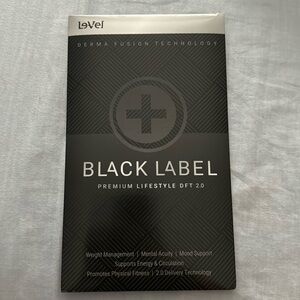 LeVel
DERMA FUSION TECHNOLOGY
BLACK LABEL
PREMIUM LIFESTYLE DFT 2.0
Weight Management | Mental Acuity | Mood Support
Supports Energy & Circulation
Promotes Physical Fitness | 2.0 Delivery Technology